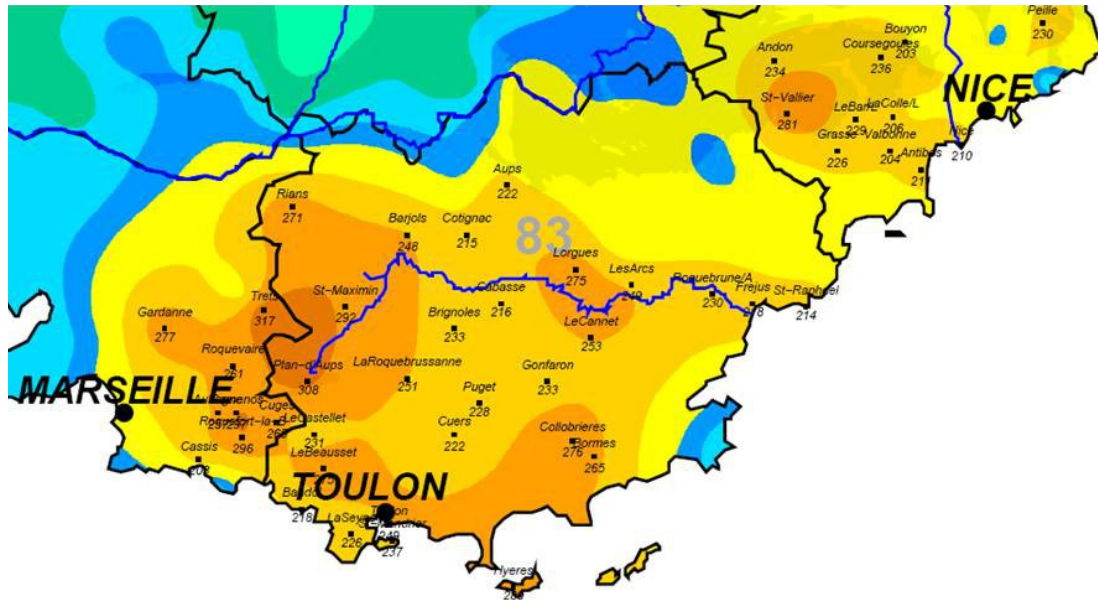 Peille
230
Bouyon
203
Andon
234
Coursegoules
236
NICE
St-Vallier
281
LeBar/L
229
LaColle/L
206
Nice
210
Grasse
226
Valbonne
204
Antibes
211
Aups
222
Rians
271
Barjols
246
Cotignac
215
83
Lorgues
275
LesArcs
Roquebrune/A
230
Frejus
St-Raphael
214
Trets
317
St-Maximin
292
Cabasse
216
Gardanne
277
Brignoles
233
LeCannet
253
Roquevaire
261
Plan-d'Aups
308
LaRoquebrussanne
251
Gonfaron
233
MARSEILLE
Puget
228
Cuges
LeCastellet
231
Cuers
222
Collobrieres
276
Bormes
265
296
Cassis
LeBeausset
TOULON
218
Toulon
226
237
Hyeres